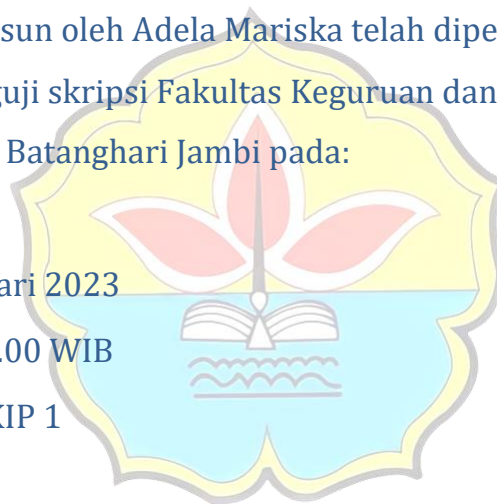 sun oleh Adela Mariska telah dipe
guji skripsi Fakultas Keguruan dan
Batanghari Jambi pada:
ari 2023
.00 WIB
KIP 1